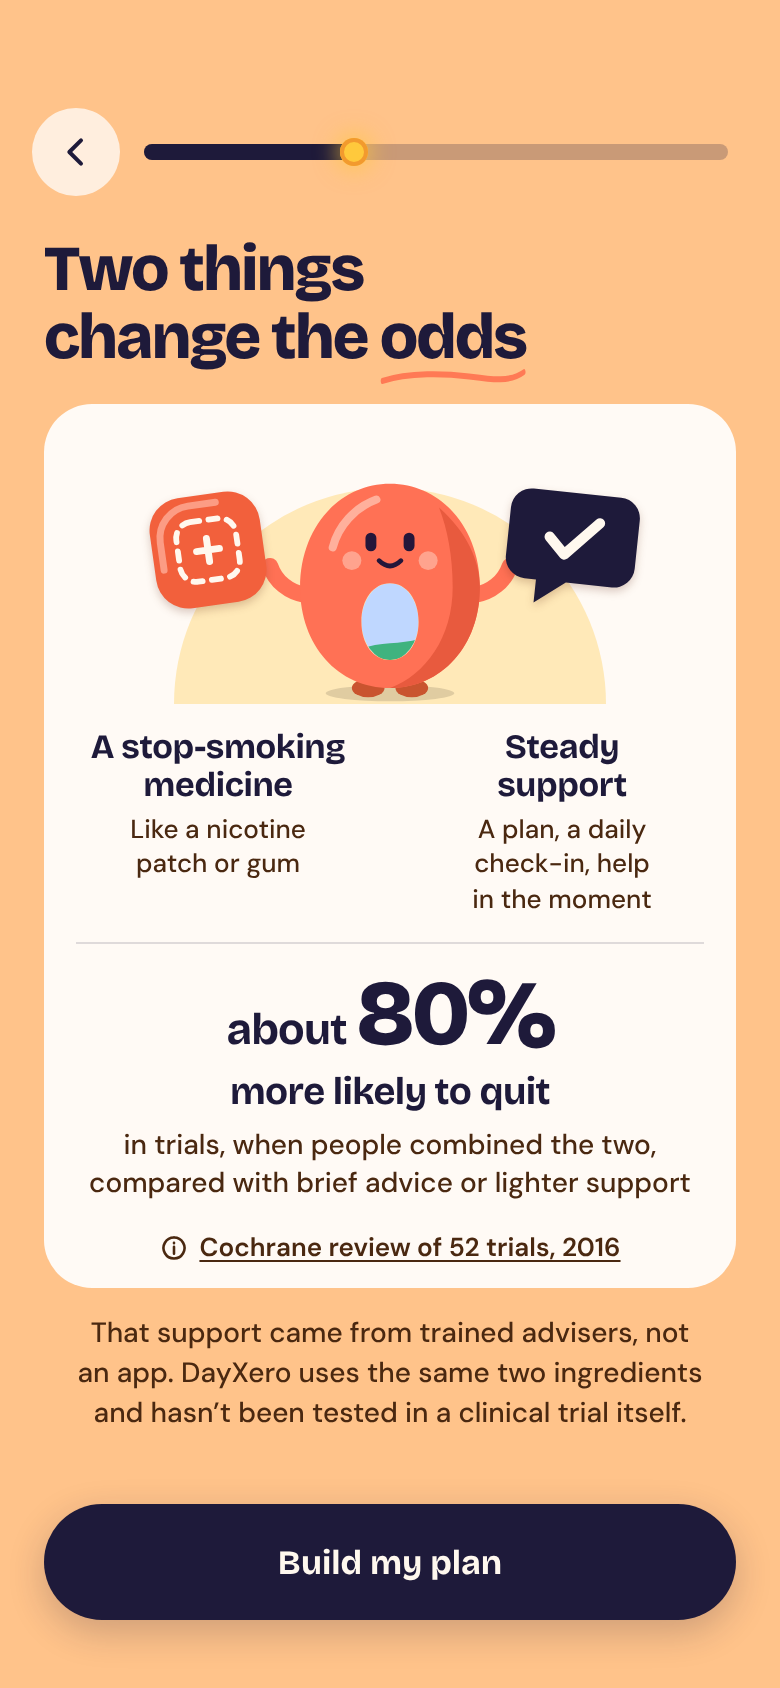 Two things
change the odds
A stop-smoking
medicine
Like a nicotine
patch or gum
Steady
support
A plan, a daily
check-in, help
in the moment
about 80%
more likely to quit
in trials, when people combined the two,
compared with brief advice or lighter support
Cochrane review of 52 trials, 2016
That support came from trained advisers, not
an app. DayXero uses the same two ingredients
and hasn’t been tested in a clinical trial itself.
Build my plan